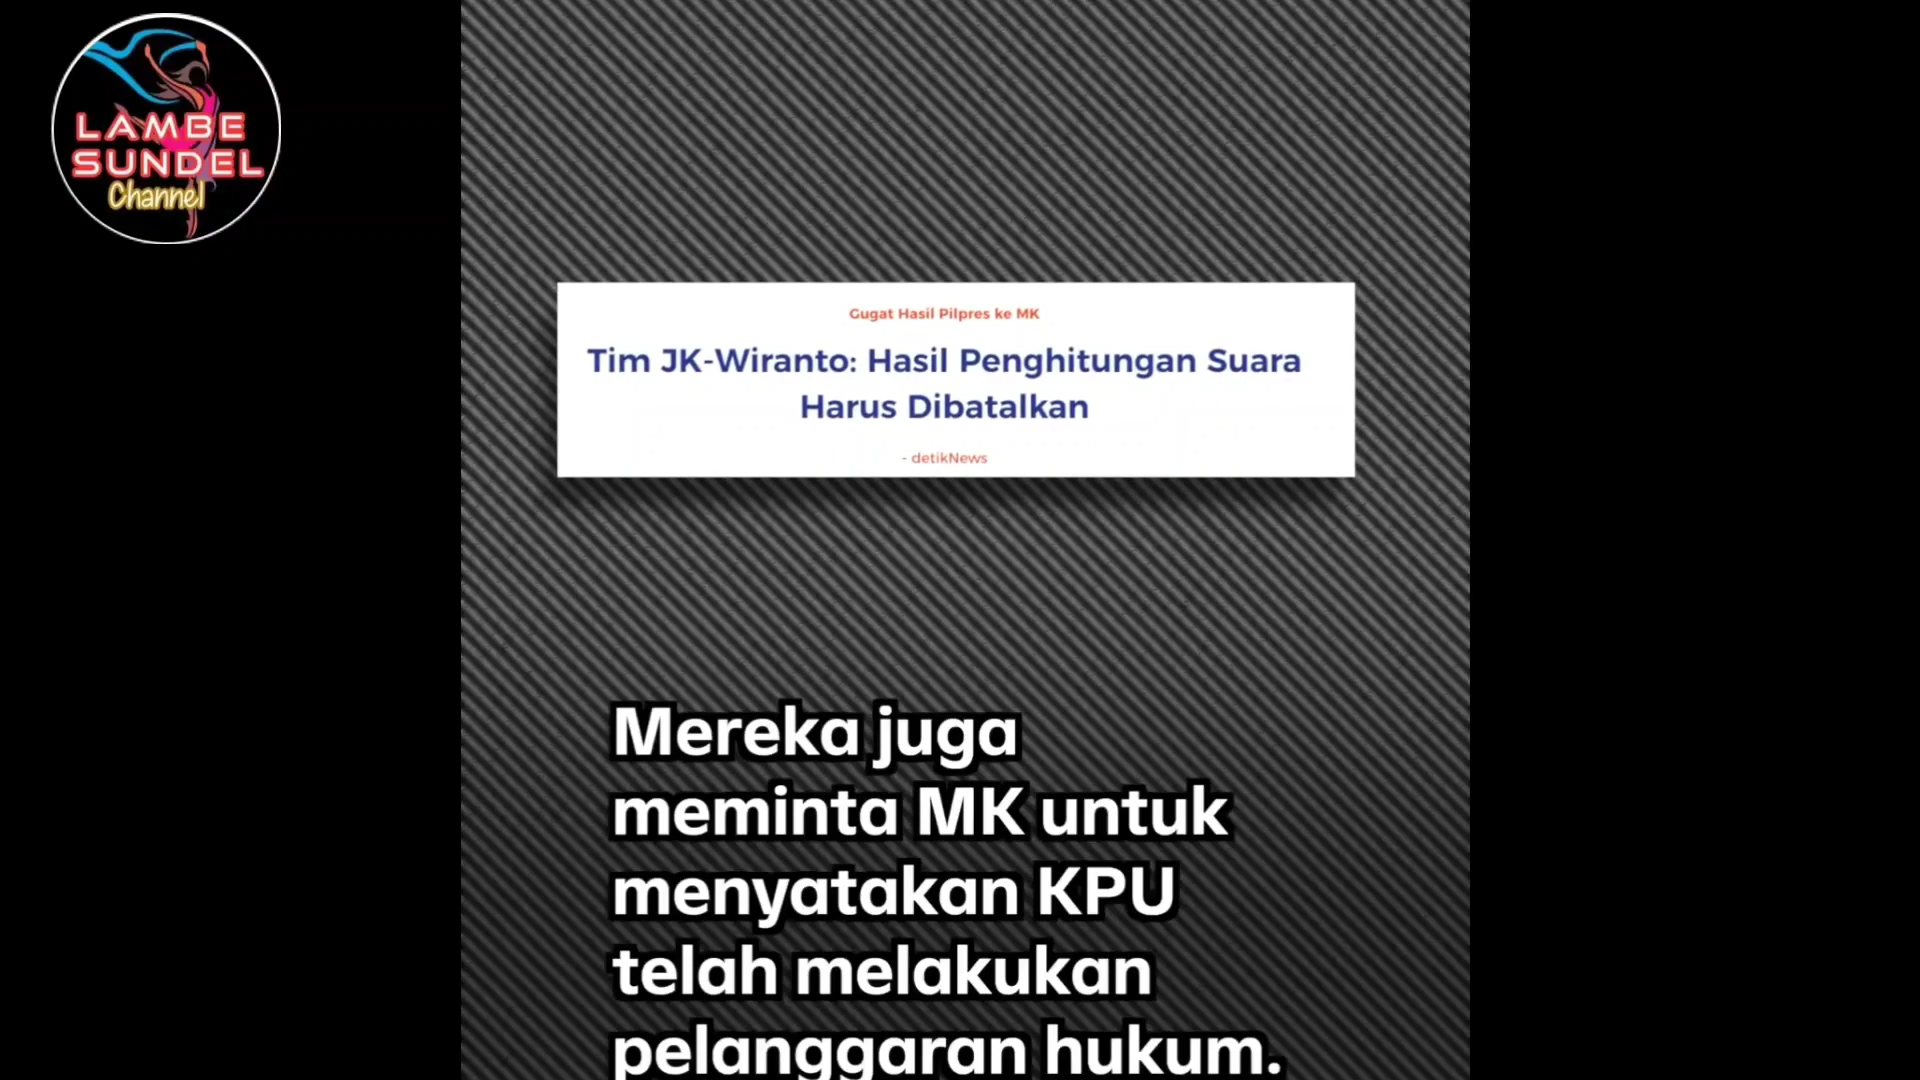 LAMBE
SUNDEL
Channel
Gugat Hasil Pilpres ke MK
Tim JK-Wiranto: Hasil Penghitungan Suara
Harus Dibatalkan
- detikNews
Mereka juga
meminta MK untuk
menyatakan KPU
telah melakukan
pelanggaran hukum.